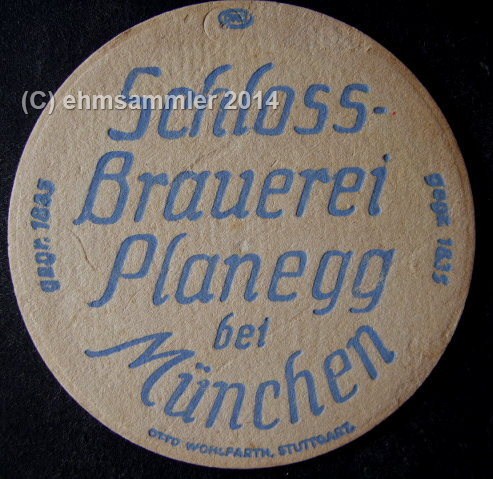 (C) ehmsammler 2014
Schloss-
Brauerei
Planegg
bei
München
gegr. 1835
gegr. 1835
OTTO WOHLFARTH, STUTTGART.